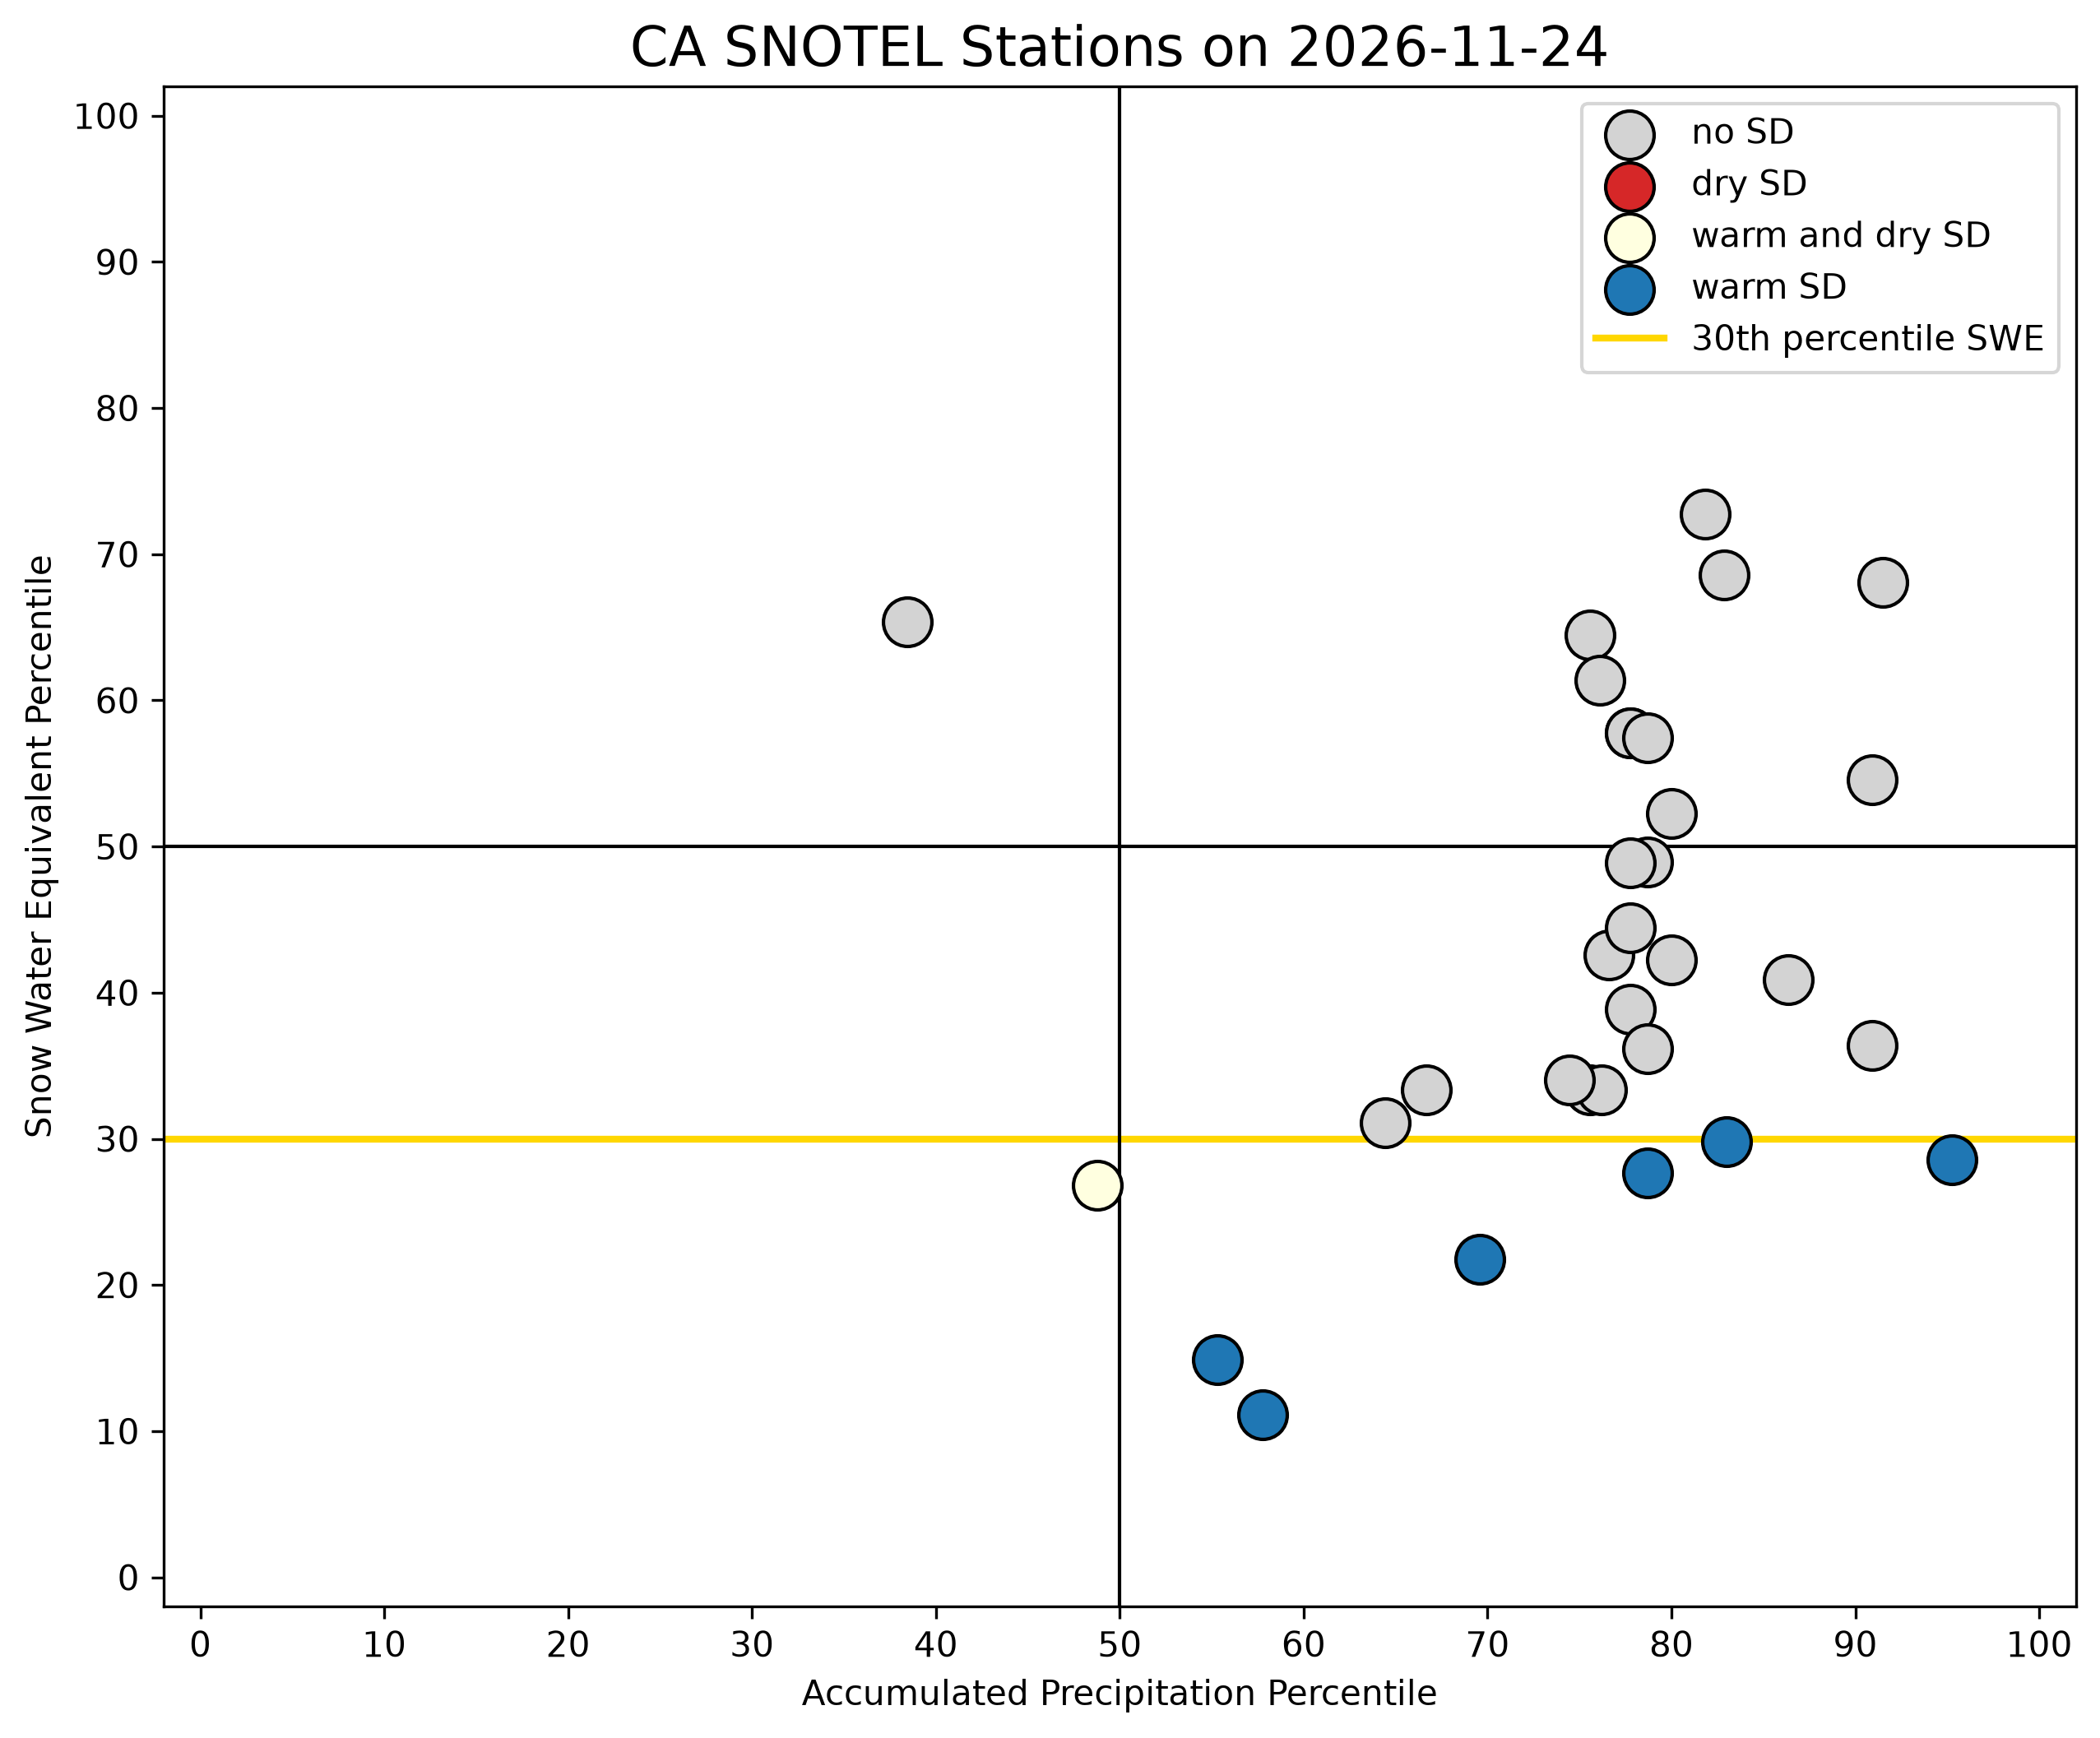 CA SNOTEL Stations on 2026-11-24
no SD
dry SD
warm and dry SD
warm SD
30th percentile SWE
100
90
80
70
60
50
40
30
20
10
0
Snow Water Equivalent Percentile
0 10 20 30 40 50 60 70 80 90 100
Accumulated Precipitation Percentile